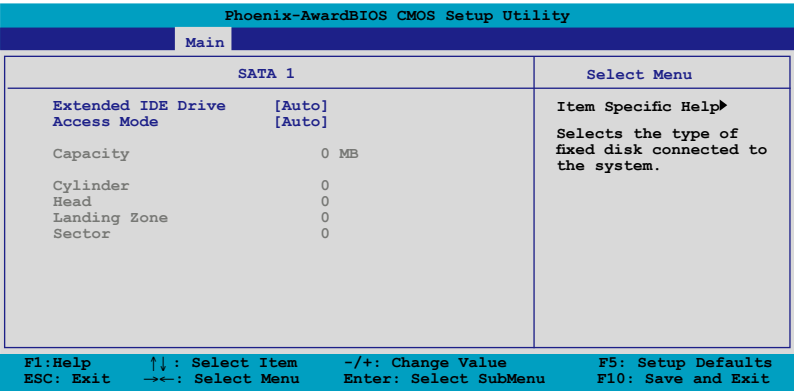 Phoenix-AwardBIOS CMOS Setup Utility
Main
SATA 1
Select Menu
Extended IDE Drive [Auto]
Access Mode [Auto]
Capacity 0 MB
Cylinder 0
Head 0
Landing Zone 0
Sector 0
Item Specific Help▶
Selects the type of
fixed disk connected to
the system.
F1:Help ↑↓: Select Item -/+: Change Value F5: Setup Defaults
ESC: Exit →←: Select Menu Enter: Select SubMenu F10: Save and Exit